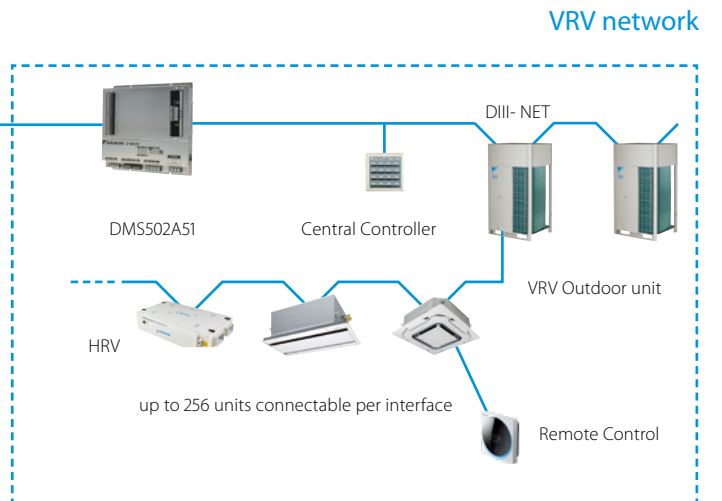 VRV network
DIII- NET
DMS502A51
Central Controller
VRV Outdoor unit
HRV
up to 256 units connectable per interface
Remote Control